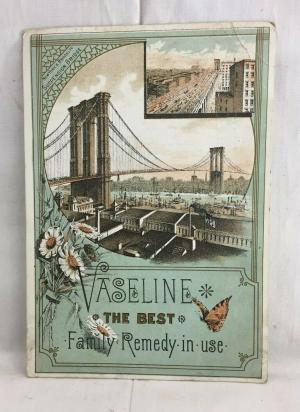 VASELINE
THE BEST
Family Remedy in use